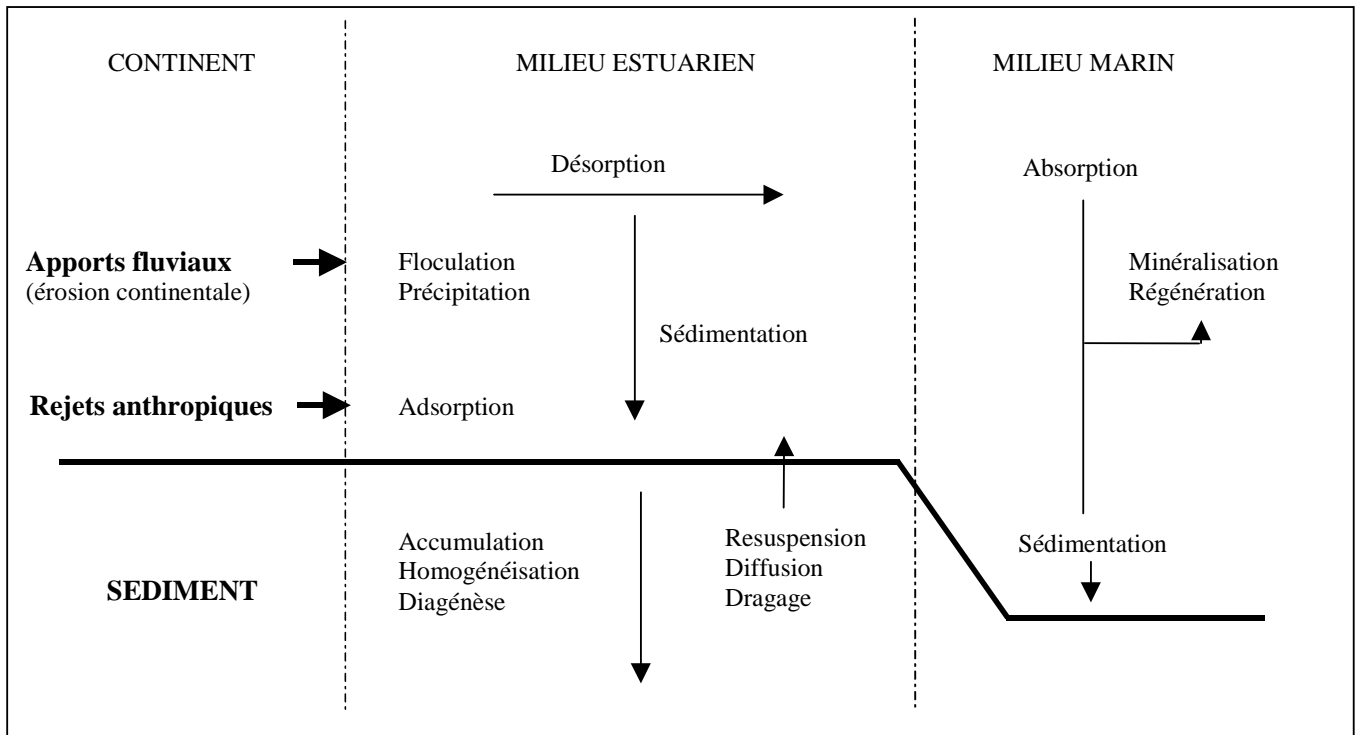 CONTINENT
MILIEU ESTUARIEN
MILIEU MARIN
Désorption
Absorption
Apports fluviaux
(érosion continentale)
Floculation
Précipitation
Minéralisation
Régénération
Sédimentation
Rejets anthropiques
Adsorption
Accumulation
Homogénéisation
Diagénèse
Resuspension
Diffusion
Dragage
Sédimentation
SEDIMENT